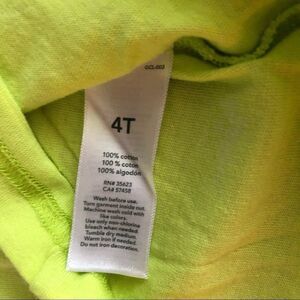 4T
100% cotton
100 % cotton
100% algodón
RN# 35623
CA# 57458
Wash before use.
Turn garment inside out.
Machine wash cold with
like colors.
Use only non-chlorine
bleach when needed.
Tumble dry medium.
Warm iron if needed.
Do not iron decoration.